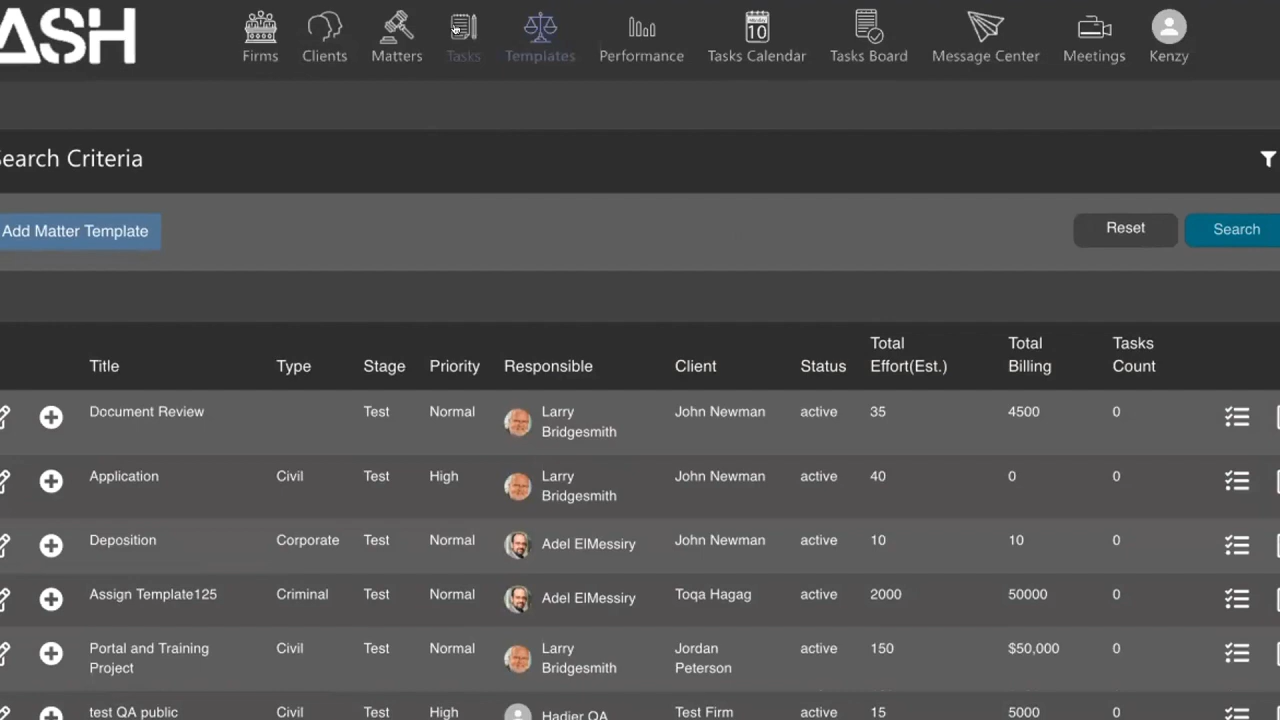 ASH
Firms Clients Matters Tasks Templates Performance Tasks Calendar Tasks Board Message Center Meetings Kenzy
10
Search Criteria
Add Matter Template Reset Search
Title Type Stage Priority Responsible Client Status Total Effort(Est.) Total Billing Tasks Count
Document Review Test Normal Larry Bridgesmith John Newman active 35 4500 0
Application Civil Test High Larry Bridgesmith John Newman active 40 0 0
Deposition Corporate Test Normal Adel ElMessiry John Newman active 10 10 0
Assign Template125 Criminal Test Normal Adel ElMessiry Toqa Hagag active 2000 50000 0
Portal and Training Project Civil Test Normal Larry Bridgesmith Jordan Peterson active 150 $50,000 0
test QA public Civil Test High Hadier QA Test Firm active 15 5000 0